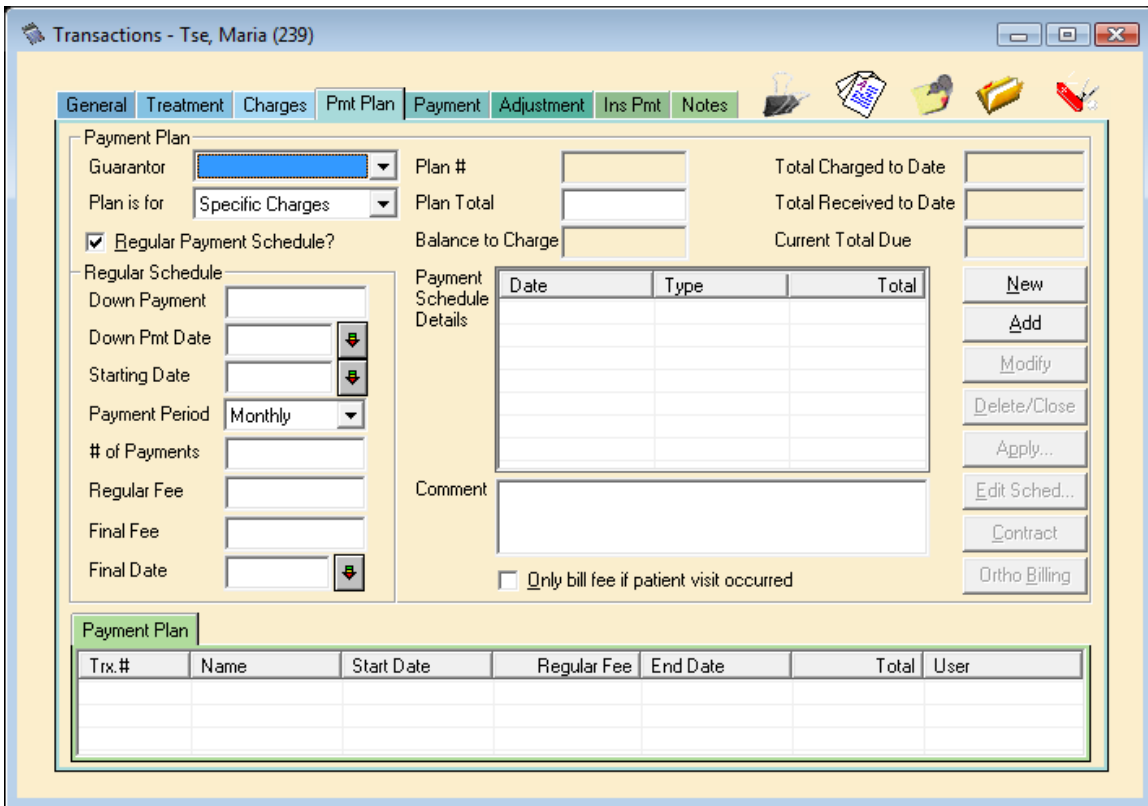 Transactions - Tse, Maria (239)
General Treatment Charges Pmt Plan Payment Adjustment Ins Pmt Notes
Payment Plan
Guarantor
Plan #
Total Charged to Date
Plan is for Specific Charges
Plan Total
Total Received to Date
Regular Payment Schedule?
Balance to Charge
Current Total Due
Regular Schedule
Down Payment
Down Pmt Date
Starting Date
Payment Period Monthly
# of Payments
Regular Fee
Final Fee
Final Date
Payment
Schedule
Details
Date Type Total
Comment
Only bill fee if patient visit occurred
New
Add
Modify
Delete/Close
Apply...
Edit Sched...
Contract
Ortho Billing
Payment Plan
Trx.# Name Start Date Regular Fee End Date Total User